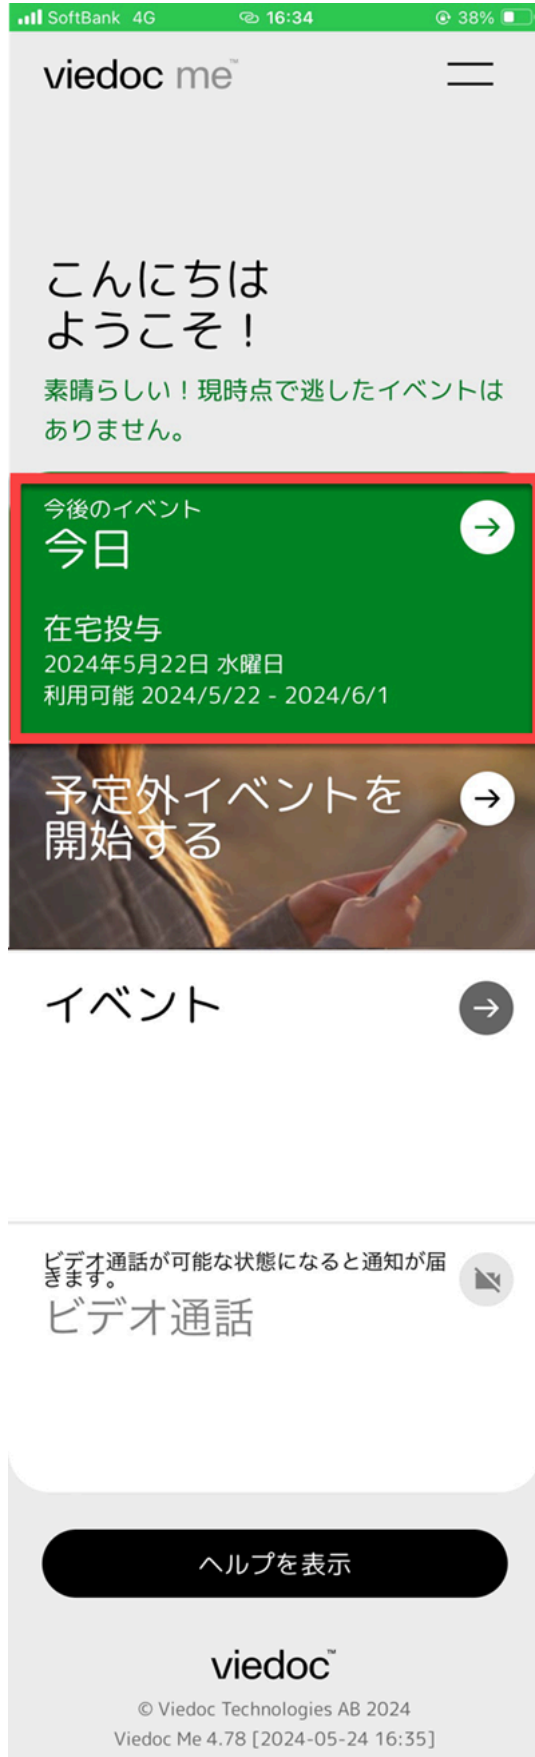 SoftBank 4G 16:34 38%
viedoc me™
こんにちは
ようこそ！
素晴らしい！現時点で逃したイベントは
ありません。
今後のイベント
今日
在宅投与
2024年5月22日 水曜日
利用可能 2024/5/22 - 2024/6/1
予定外イベントを
開始する
イベント
ビデオ通話が可能な状態になると通知が届
きます。
ビデオ通話
ヘルプを表示
viedoc™
© Viedoc Technologies AB 2024
Viedoc Me 4.78 [2024-05-24 16:35]